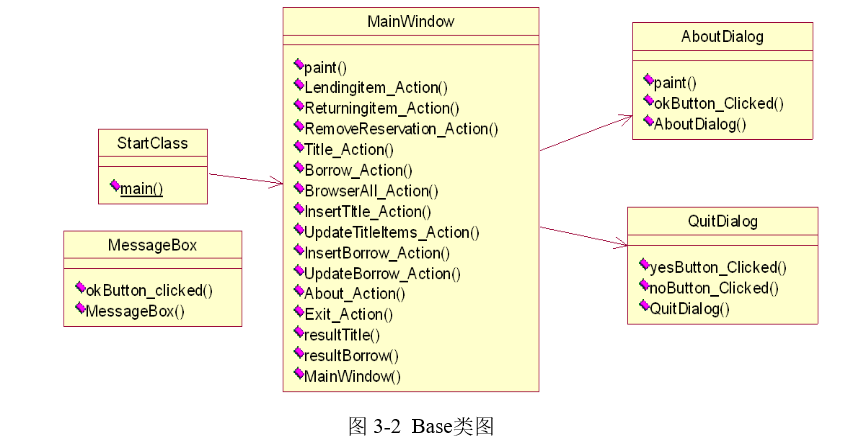 MainWindow
paint()
Lendingitem_Action()
Returningitem_Action()
RemoveReservation_Action()
Title_Action()
Borrow_Action()
BrowserAll_Action()
InsertTItle_Action()
UpdateTitleItems_Action()
InsertBorrow_Action()
UpdateBorrow_Action()
About_Action()
Exit_Action()
resultTitle()
resultBorrow()
MainWindow()
StartClass
main()
MessageBox
okButton_clicked()
MessageBox()
AboutDialog
paint()
okButton_Clicked()
AboutDialog()
QuitDialog
yesButton_Clicked()
noButton_Clicked()
QuitDialog()
图 3-2 Base类图